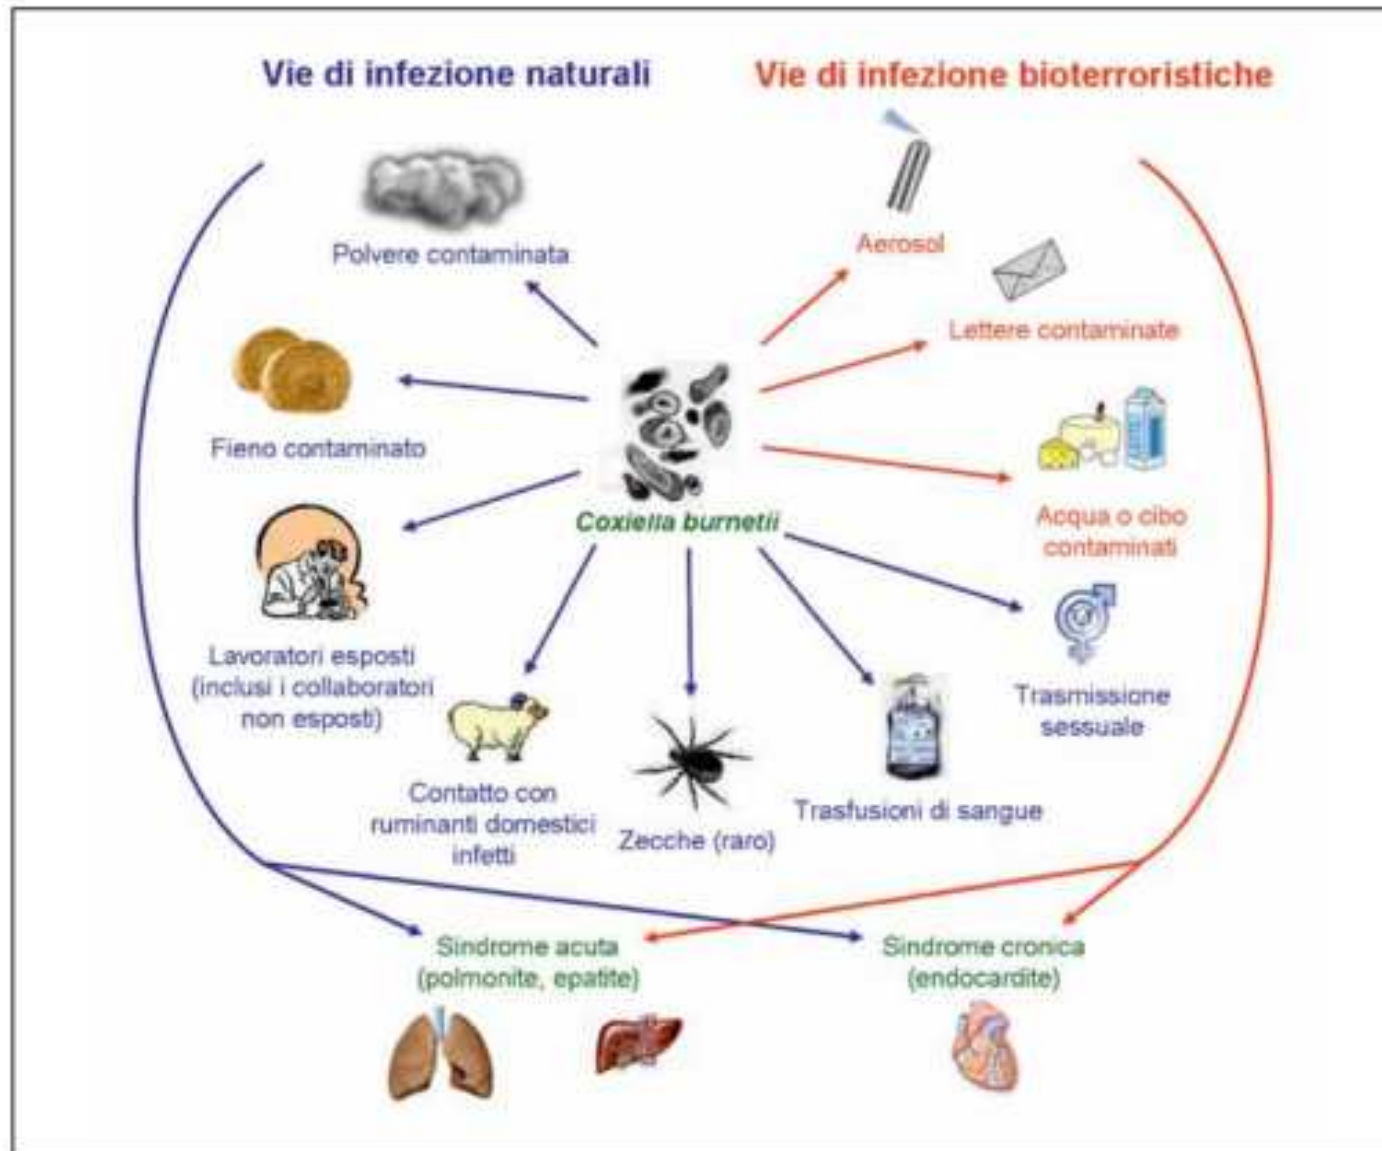 Vie di infezione naturali
Vie di infezione bioterroristiche
Polvere contaminata
Aerosol
Lettere contaminate
Fieno contaminato
Coxiella burnetii
Acqua o cibo
contaminati
Lavoratori esposti
(inclusi i collaboratori
non esposti)
Contatto con
ruminanti domestici
infetti
Zecche (raro)
Trasfusioni di sangue
Trasmissione
sessuale
Sindrome acuta
(polmonite, epatite)
Sindrome cronica
(endocardite)